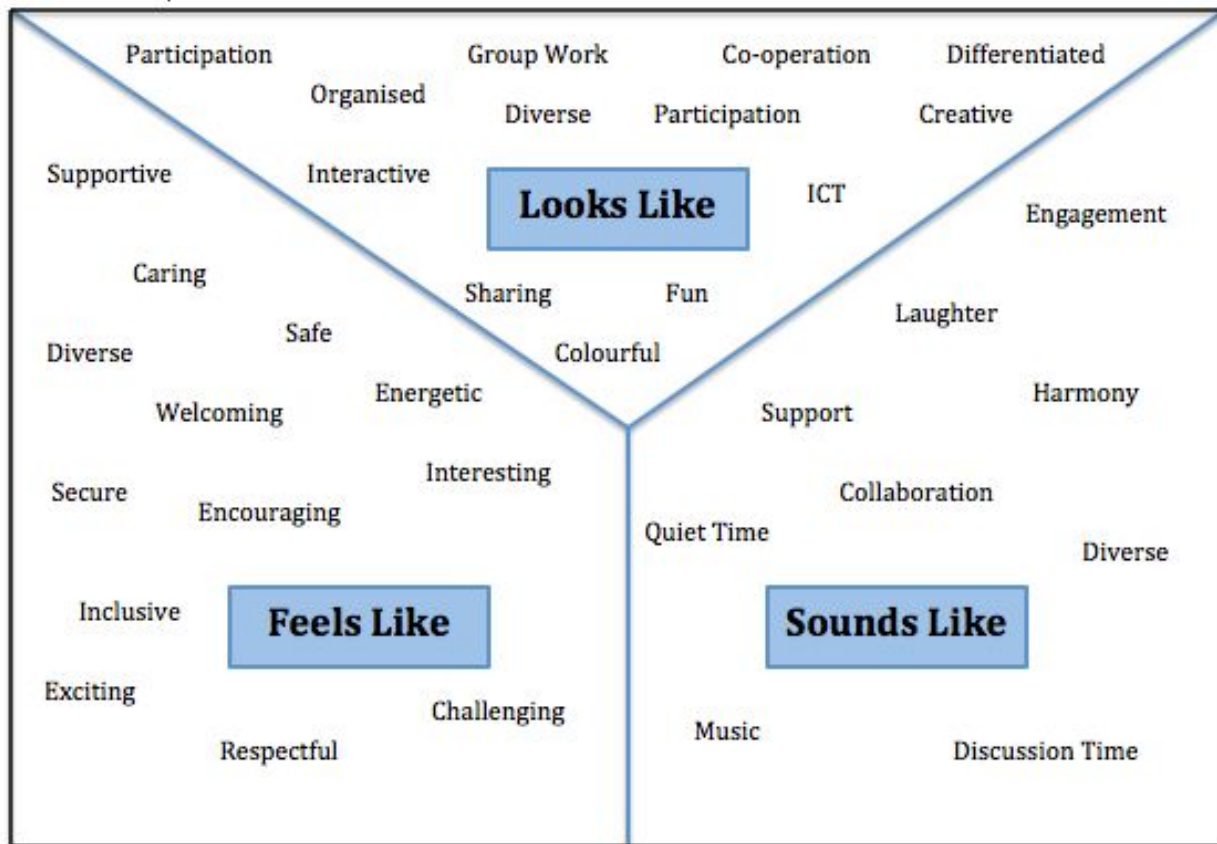 Participation
Group Work
Co-operation
Differentiated
Organised
Diverse
Participation
Creative
Interactive
Looks Like
ICT
Sharing
Fun
Colourful
Supportive
Caring
Safe
Diverse
Energetic
Welcoming
Interesting
Secure
Encouraging
Inclusive
Feels Like
Exciting
Challenging
Respectful
Engagement
Laughter
Harmony
Support
Collaboration
Quiet Time
Diverse
Sounds Like
Music
Discussion Time